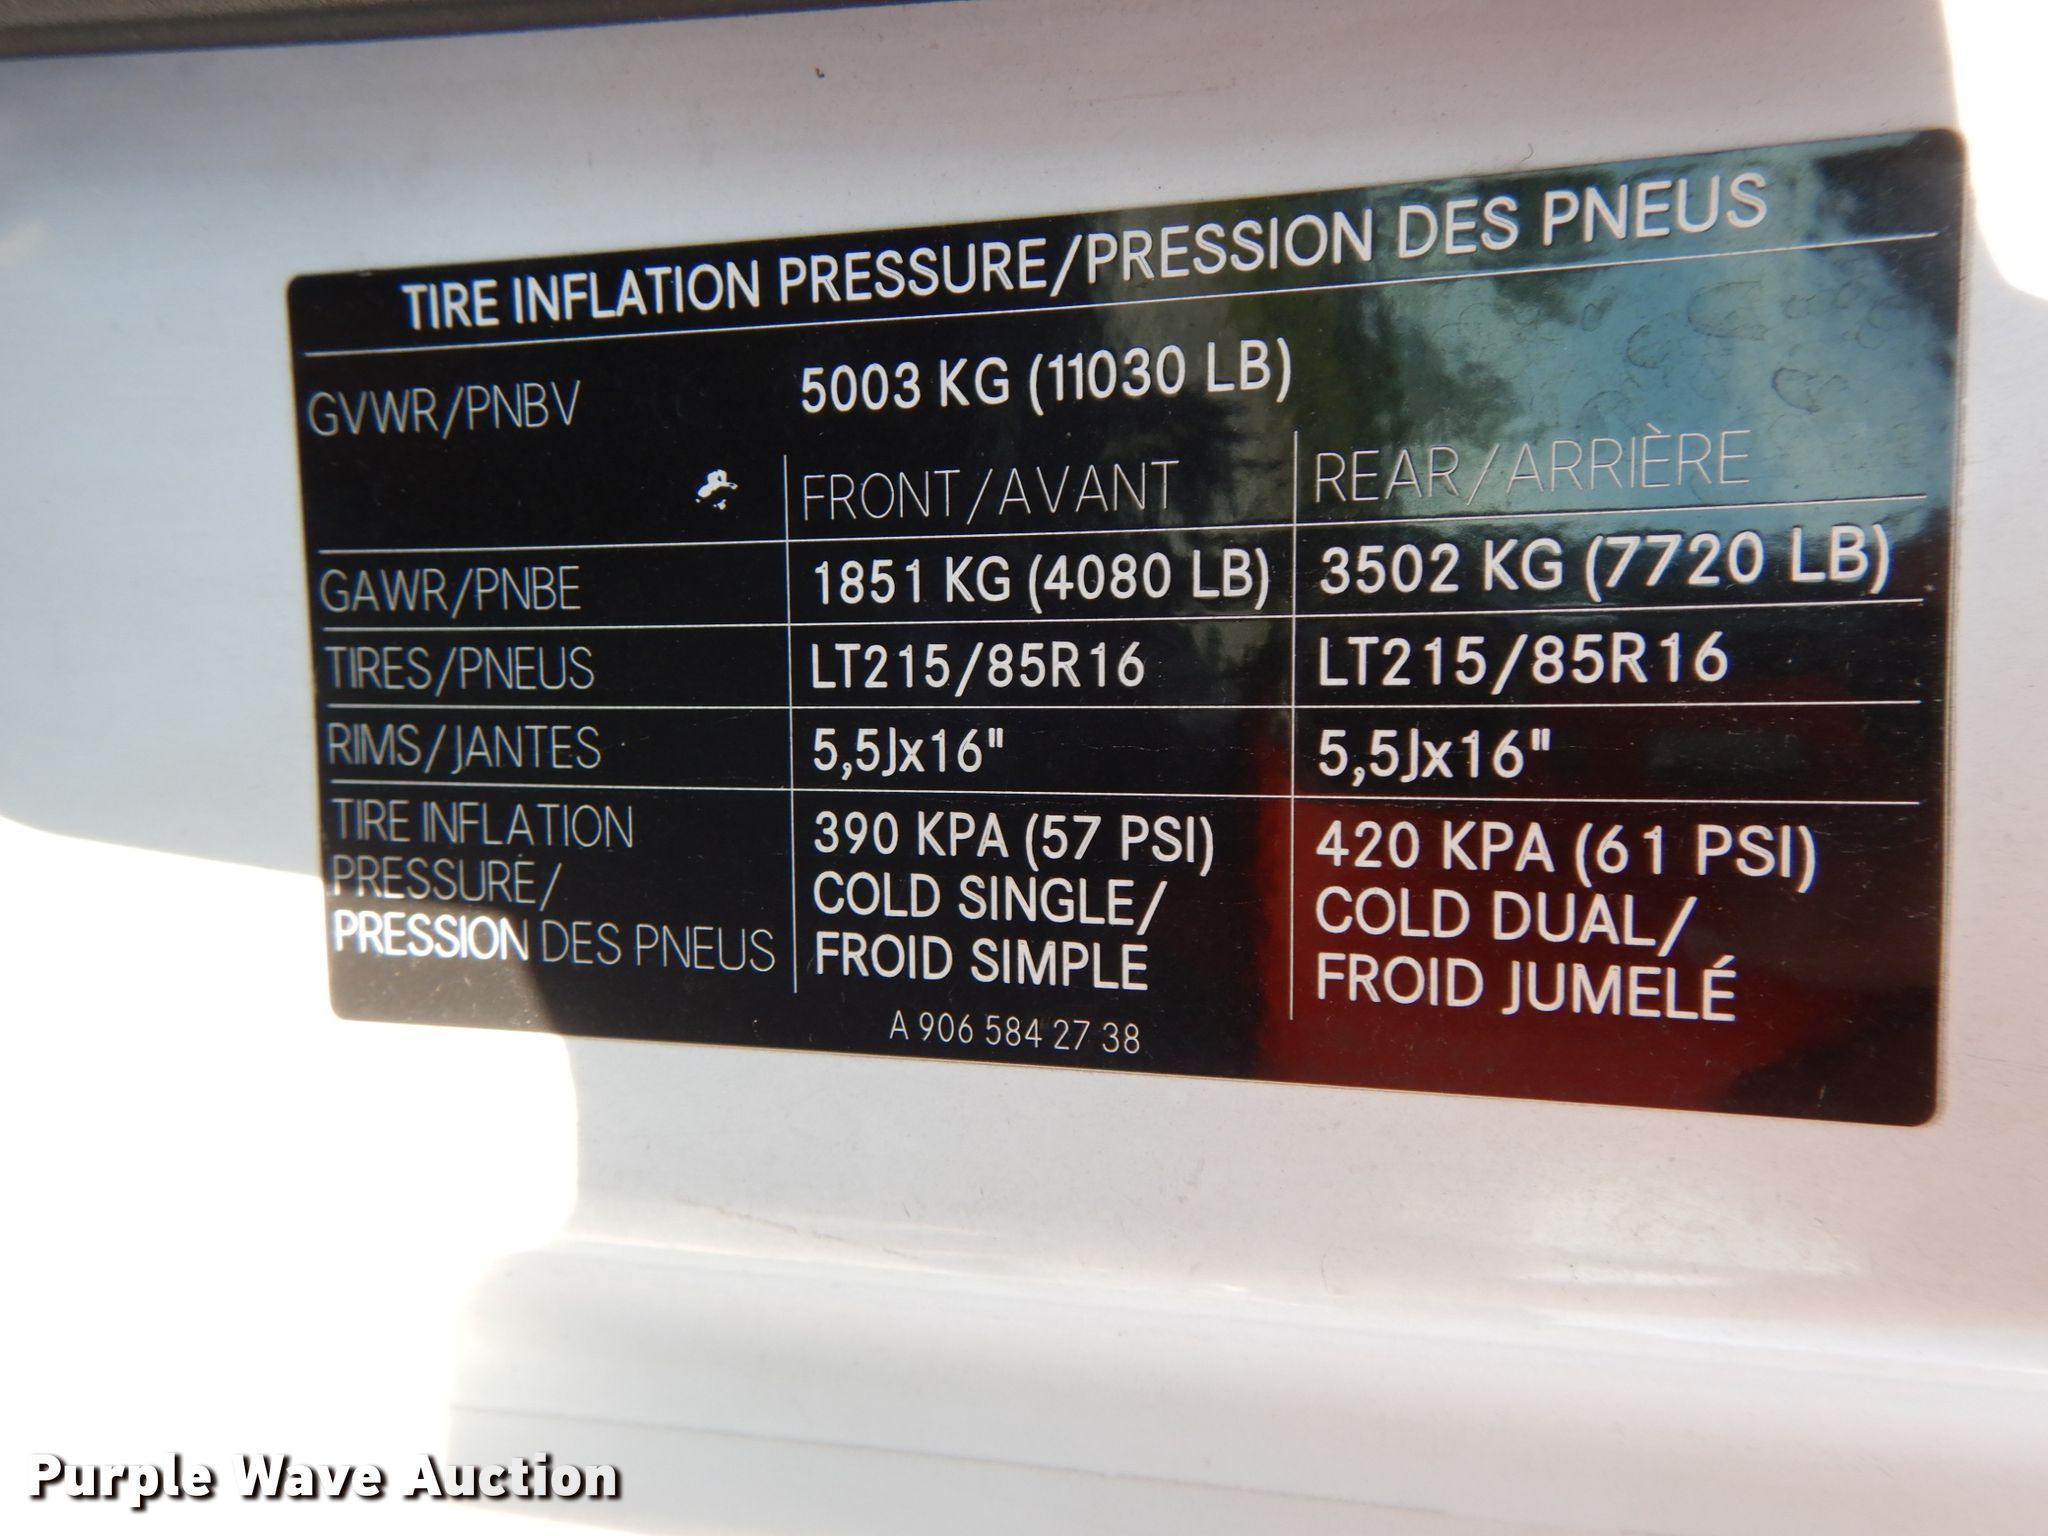 TIRE INFLATION PRESSURE/PRESSION DES PNEUS
GVWR/PNBV 5003 KG (11030 LB)
FRONT/AVANT REAR/ARRIÈRE
GAWR/PNBE 1851 KG (4080 LB) 3502 KG (7720 LB)
TIRES/PNEUS LT215/85R16 LT215/85R16
RIMS/JANTES 5,5Jx16" 5,5Jx16"
TIRE INFLATION
PRESSURE/
PRESSION DES PNEUS
390 KPA (57 PSI)
COLD SINGLE/
FROID SIMPLE
420 KPA (61 PSI)
COLD DUAL/
FROID JUMELÉ
A 906 584 27 38
Purple Wave Auction